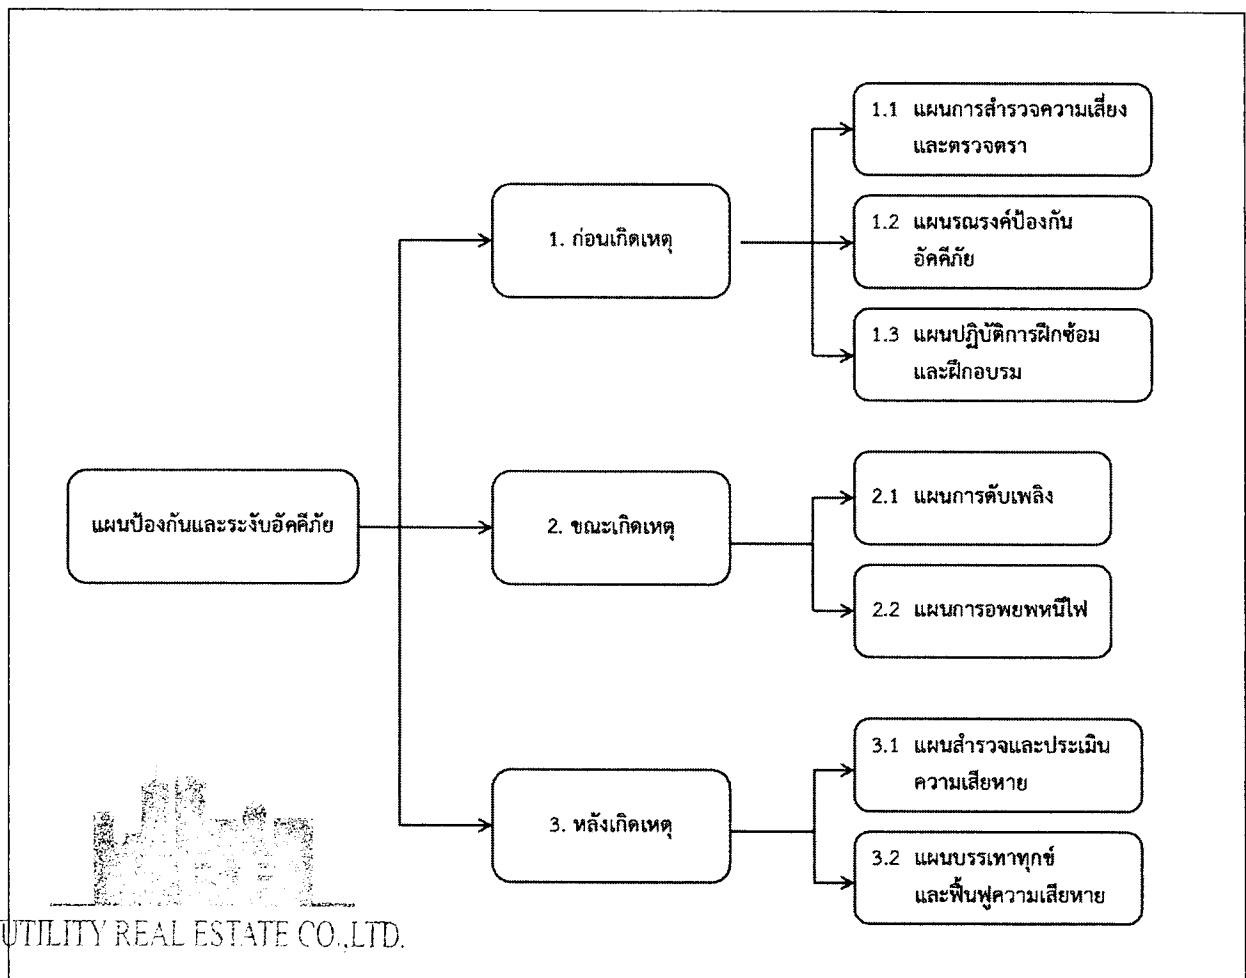 1.1 แผนการสำรวจความเสี่ยง
และตรวจตรา
1. ก่อนเกิดเหตุ
1.2 แผนรณรงค์ป้องกัน
อัคคีภัย
1.3 แผนปฏิบัติการฝึกซ้อม
และฝึกอบรม
แผนป้องกันและระงับอัคคีภัย
2. ขณะเกิดเหตุ
2.1 แผนการดับเพลิง
2.2 แผนการอพยพหนีไฟ
3. หลังเกิดเหตุ
3.1 แผนสำรวจและประเมิน
ความเสียหาย
3.2 แผนบรรเทาทุกข์
และฟื้นฟูความเสียหาย
UTILITY REAL ESTATE CO.,LTD.